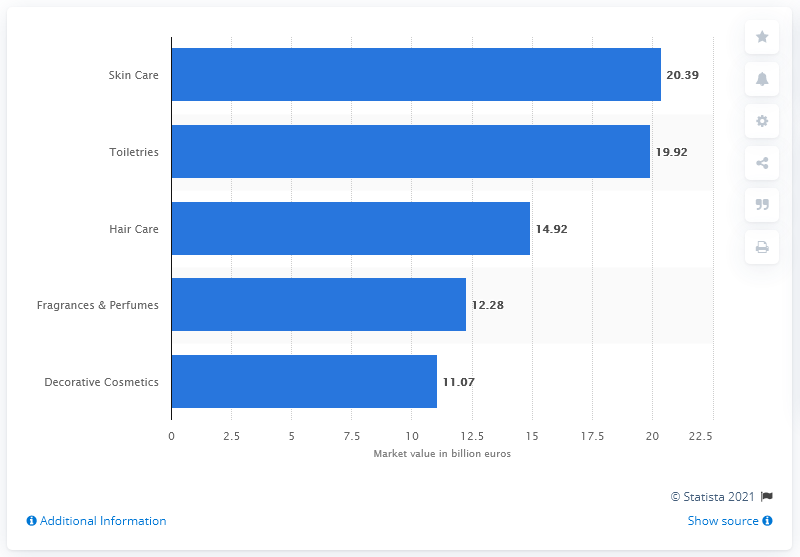 Skin Care 20.39
Toiletries 19.92
Hair Care 14.92
Fragrances & Perfumes 12.28
Decorative Cosmetics 11.07
0 2.5 5 7.5 10 12.5 15 17.5 20 22.5
Market value in billion euros
© Statista 2021
Additional Information Show source